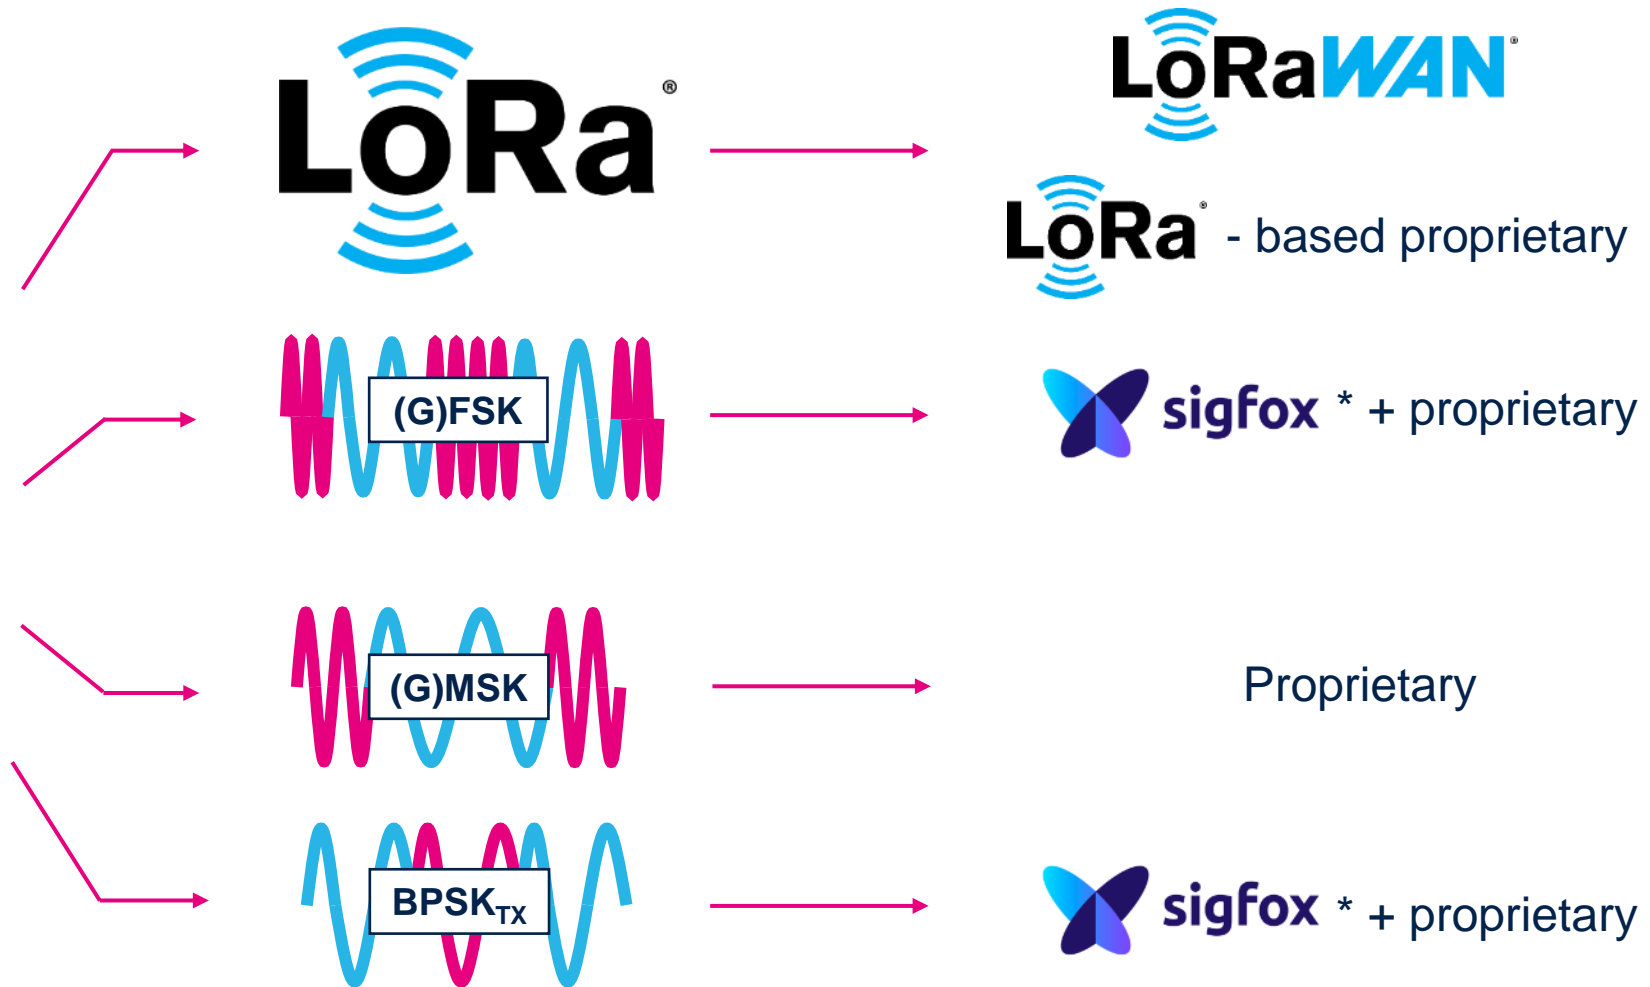 LoRa®
LoRaWAN®
LoRa® - based proprietary
(G)FSK
sigfox * + proprietary
(G)MSK
Proprietary
BPSKTX
sigfox * + proprietary